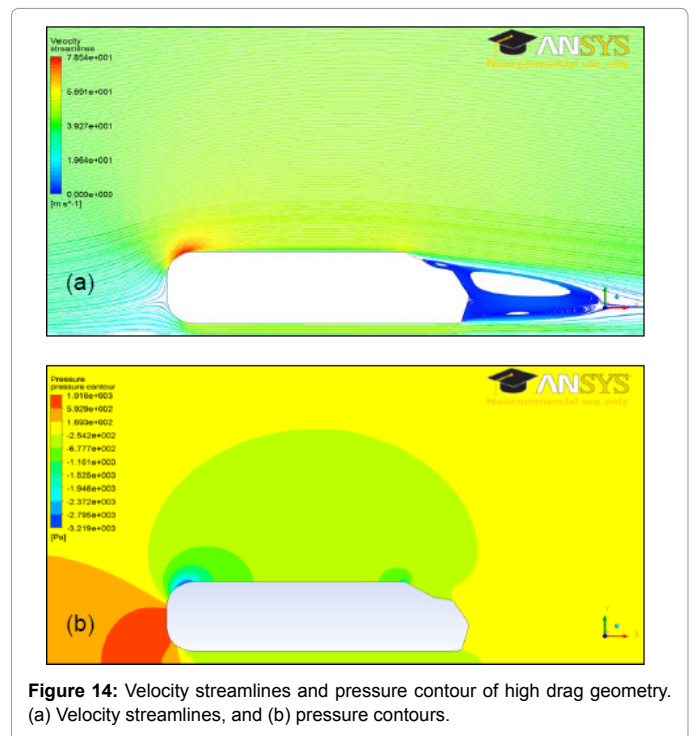 Velocity
streamlines
7.854e+001
5.891e+001
3.927e+001
1.964e+001
0.000e+000
[m s^-1]
ANSYS
Noncommercial use only
(a)
Pressure
pressure contour
1.016e+003
5.929e+002
1.693e+002
-2.542e+002
-6.777e+002
-1.101e+003
-1.525e+003
-1.948e+003
-2.372e+003
-2.795e+003
-3.219e+003
[Pa]
ANSYS
Noncommercial use only
(b)
Y
X
Figure 14: Velocity streamlines and pressure contour of high drag geometry.
(a) Velocity streamlines, and (b) pressure contours.